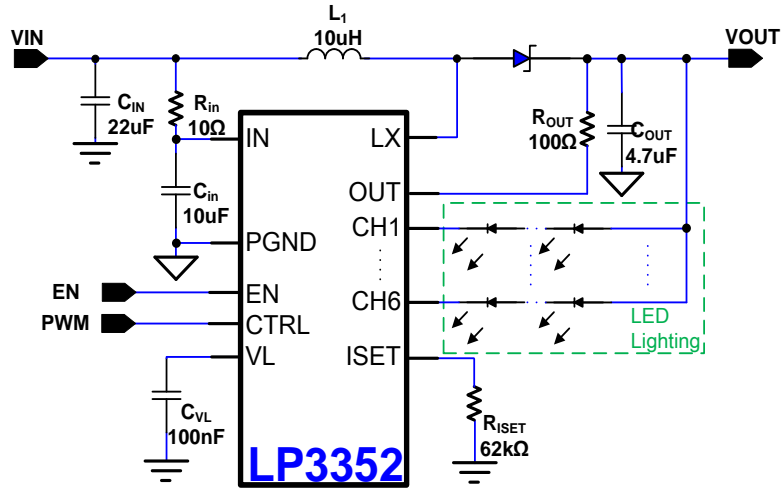 L1
10uH
VIN
VOUT
CIN
22uF
Rin
10Ω
ROUT
100Ω
COUT
4.7uF
IN
LX
Cin
10uF
OUT
CH1
PGND
EN
EN
CH6
PWM
CTRL
LED
Lighting
VL
ISET
CVL
100nF
RISET
62kΩ
LP3352